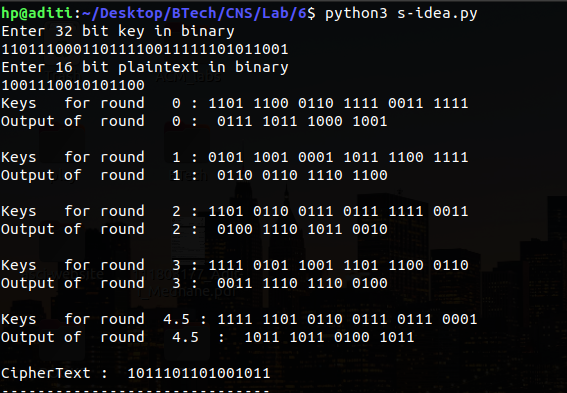 hp@aditi:~/Desktop/BTech/CNS/Lab/6$ python3 s-idea.py
Enter 32 bit key in binary
11011100011011110011111101011001
Enter 16 bit plaintext in binary
1001110010101100
Keys   for round   0 : 1101 1100 0110 1111 0011 1111
Output of  round   0 :  0111 1011 1000 1001
Keys   for round   1 : 0101 1001 0001 1011 1100 1111
Output of  round   1 :  0110 0110 1110 1100
Keys   for round   2 : 1101 0110 0111 0111 1111 0011
Output of  round   2 :  0100 1110 1011 0010
Keys   for round   3 : 1111 0101 1001 1101 1100 0110
Output of  round   3 :  0011 1110 1110 0100
Keys   for round  4.5 : 1111 1101 0110 0111 0111 0001
Output of  round   4.5  :  1011 1011 0100 1011
CipherText :  1011101101001011
------------------------------